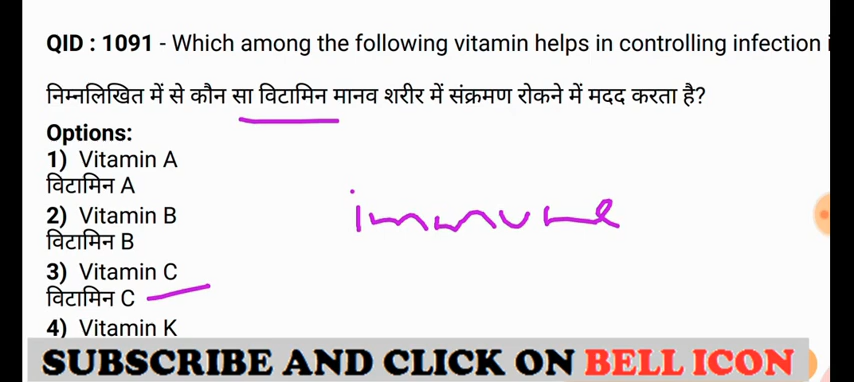 QID : 1091 - Which among the following vitamin helps in controlling infection
निम्नलिखित में से कौन सा विटामिन मानव शरीर में संक्रमण रोकने में मदद करता है?
Options:
1) Vitamin A
विटामिन A
2) Vitamin B
विटामिन B
immune
3) Vitamin C
विटामिन C
4) Vitamin K
SUBSCRIBE AND CLICK ON BELL ICON